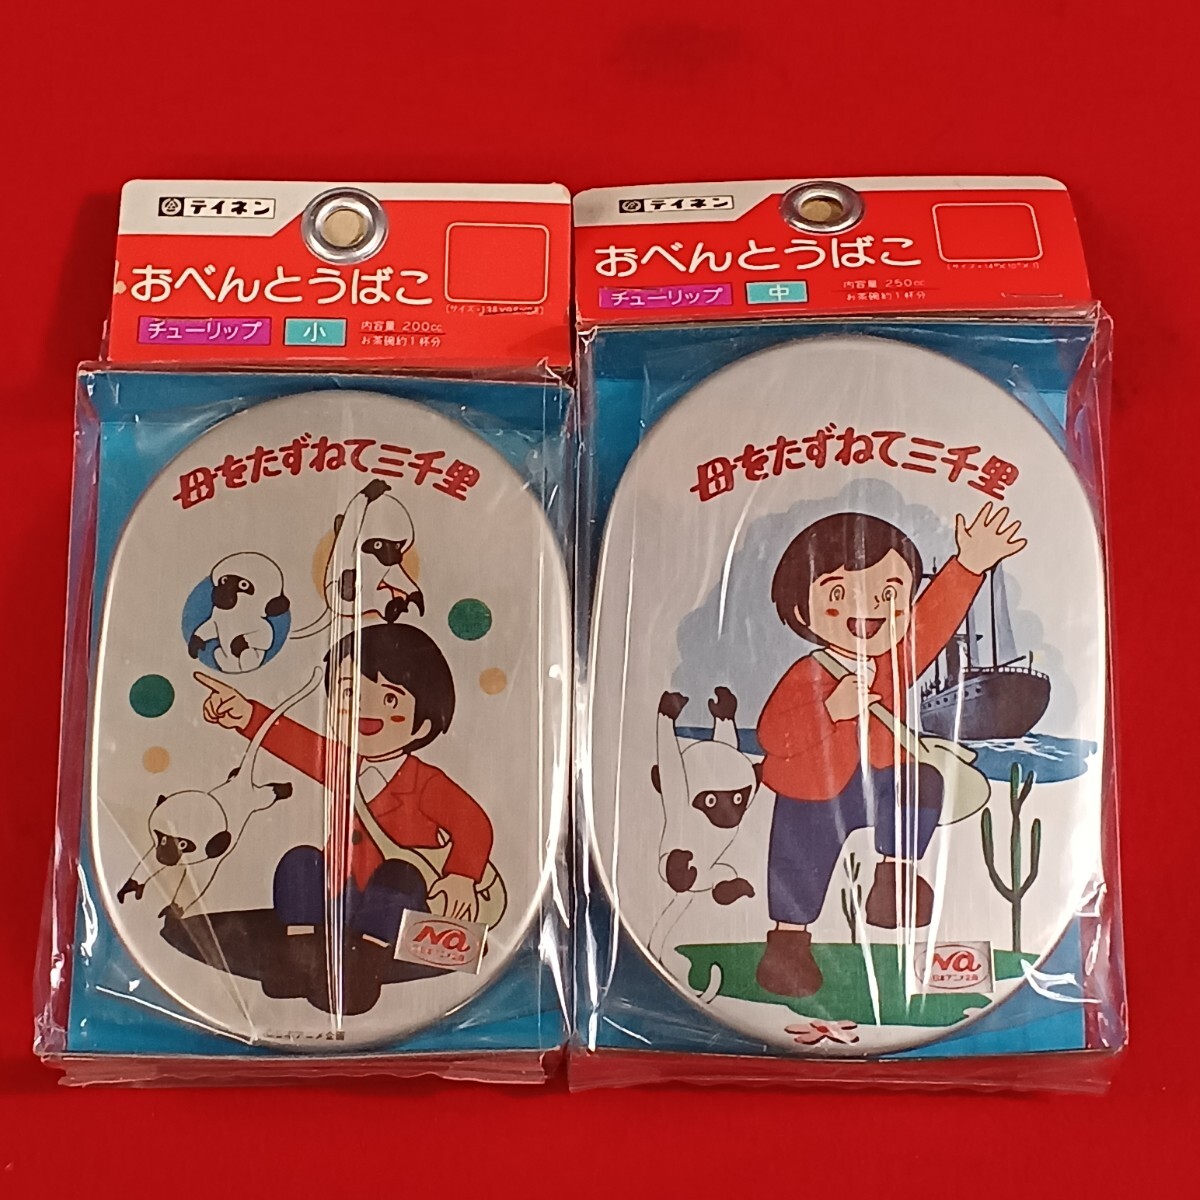 テイネン
おべんとうばこ
チューリップ
小
内容量 200cc
お茶碗約1杯分
母をたずねて三千里
Na
テイネン
おべんとうばこ
チューリップ
中
内容量 250cc
お茶碗約1杯分
母をたずねて三千里
Na